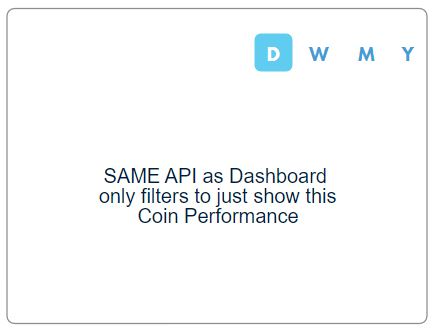 D W M Y
SAME API as Dashboard
only filters to just show this
Coin Performance